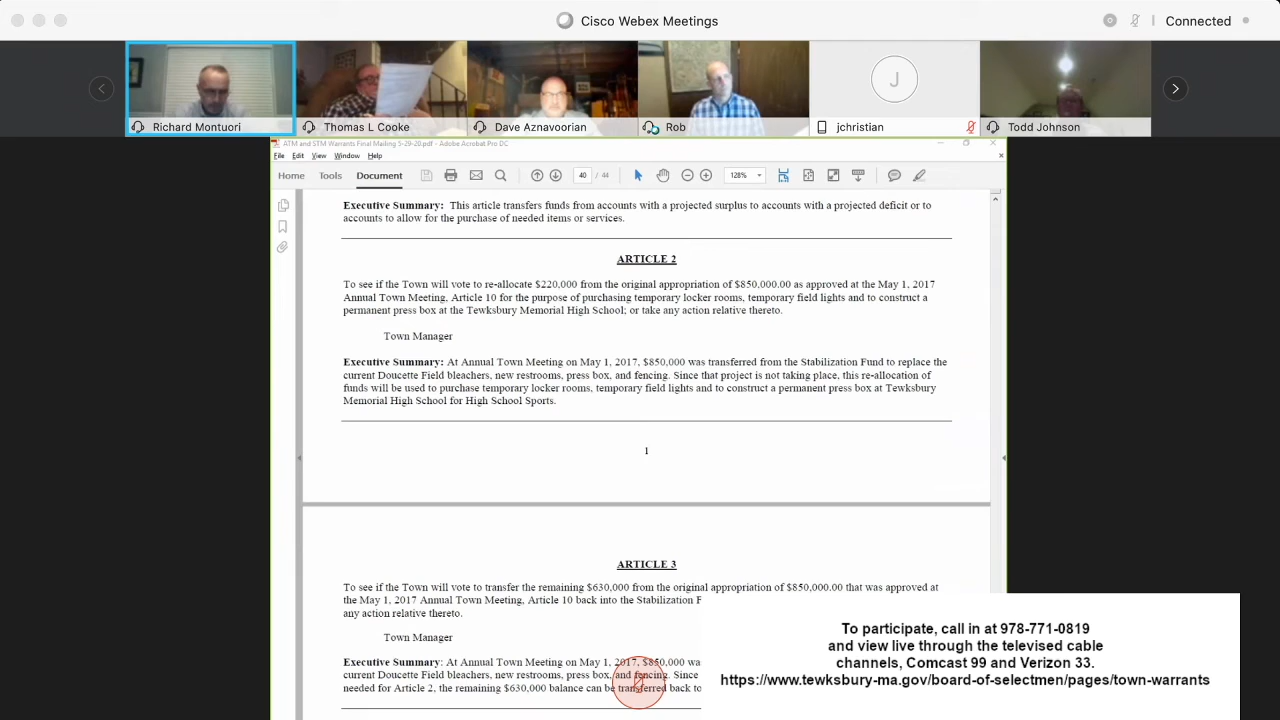 Cisco Webex Meetings
Connected
J
Richard Montuori
Thomas L Cooke
Dave Aznavoorian
Rob
jchristian
Todd Johnson
ATM and STM Warrants Final Mailing 5-29-20.pdf - Adobe Acrobat Pro DC
File Edit View Window Help
Home Tools Document 40 / 44 128%
Executive Summary: This article transfers funds from accounts with a projected surplus to accounts with a projected deficit or to
accounts to allow for the purchase of needed items or services.
ARTICLE 2
To see if the Town will vote to re-allocate $220,000 from the original appropriation of $850,000.00 as approved at the May 1, 2017
Annual Town Meeting, Article 10 for the purpose of purchasing temporary locker rooms, temporary field lights and to construct a
permanent press box at the Tewksbury Memorial High School; or take any action relative thereto.
Town Manager
Executive Summary: At Annual Town Meeting on May 1, 2017, $850,000 was transferred from the Stabilization Fund to replace the
current Doucette Field bleachers, new restrooms, press box, and fencing. Since that project is not taking place, this re-allocation of
funds will be used to purchase temporary locker rooms, temporary field lights and to construct a permanent press box at Tewksbury
Memorial High School for High School Sports.
1
ARTICLE 3
To see if the Town will vote to transfer the remaining $630,000 from the original appropriation of $850,000.00 that was approved at
the May 1, 2017 Annual Town Meeting, Article 10 back into the Stabilization F
any action relative thereto.
Town Manager
Executive Summary: At Annual Town Meeting on May 1, 2017, $850,000 wa
current Doucette Field bleachers, new restrooms, press box, and fencing. Since
needed for Article 2, the remaining $630,000 balance can be transferred back to
To participate, call in at 978-771-0819
and view live through the televised cable
channels, Comcast 99 and Verizon 33.
https://www.tewksbury-ma.gov/board-of-selectmen/pages/town-warrants